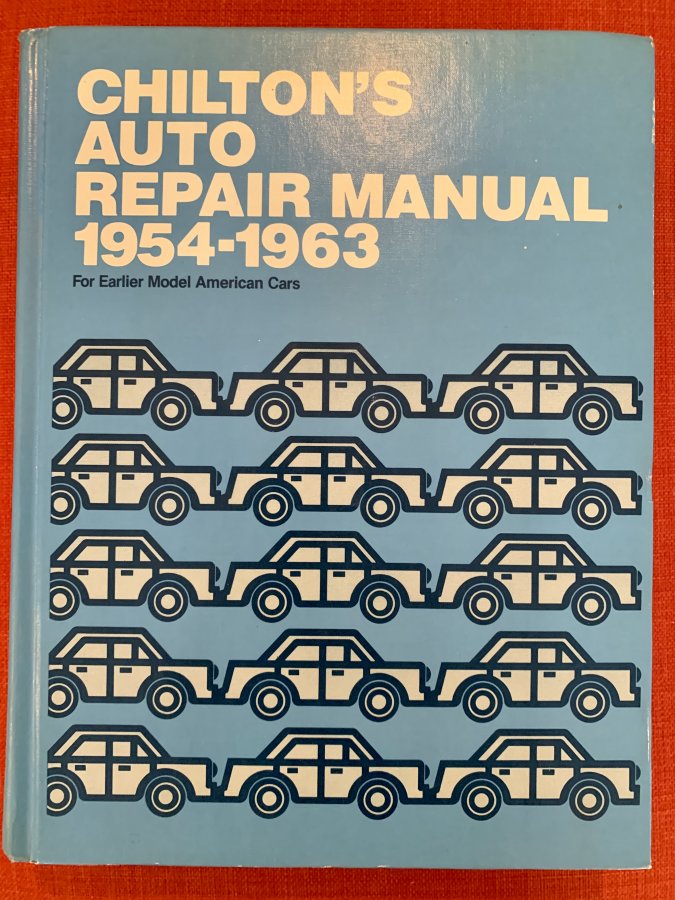 CHILTON'S
AUTO
REPAIR MANUAL
1954-1963
For Earlier Model American Cars